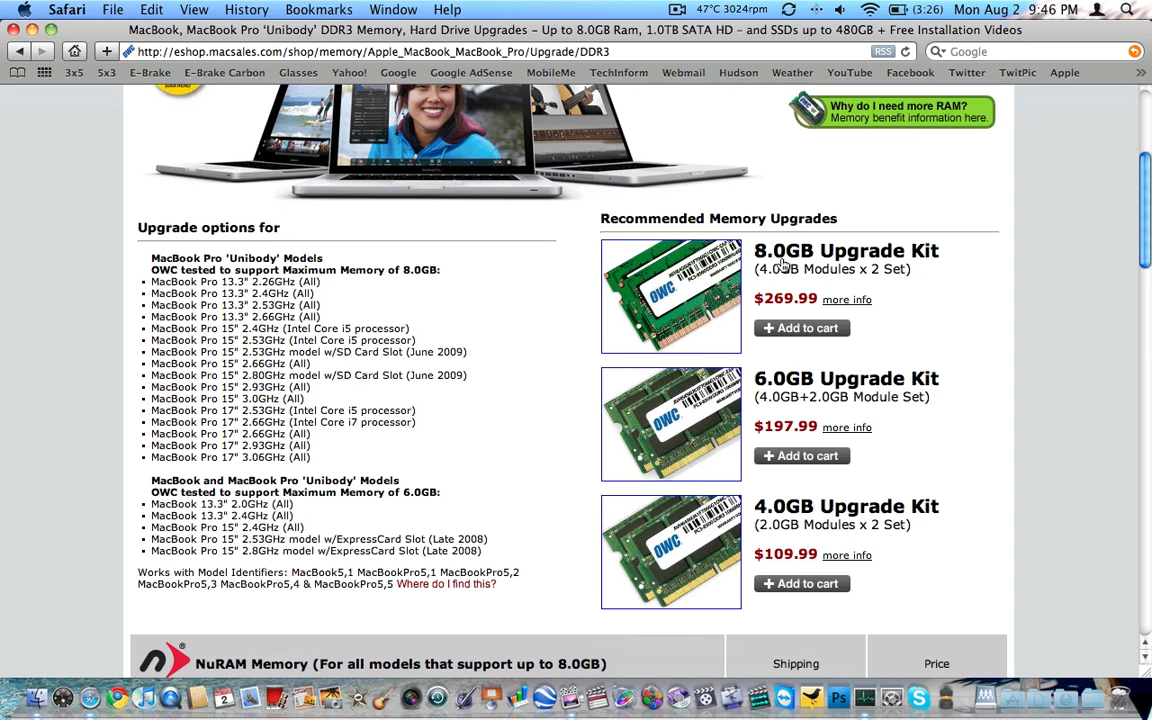 Safari File Edit View History Bookmarks Window Help 47°C 3024rpm (3:26) Mon Aug 2 9:46 PM
MacBook, MacBook Pro 'Unibody' DDR3 Memory, Hard Drive Upgrades – Up to 8.0GB Ram, 1.0TB SATA HD – and SSDs up to 480GB + Free Installation Videos
http://eshop.macsales.com/shop/memory/Apple_MacBook_MacBook_Pro/Upgrade/DDR3 RSS Google
3x5 5x3 E-Brake E-Brake Carbon Glasses Yahoo! Google Google AdSense MobileMe TechInform Webmail Hudson Weather YouTube Facebook Twitter TwitPic Apple
Why do I need more RAM?
Memory benefit information here.
Upgrade options for
MacBook Pro 'Unibody' Models
OWC tested to support Maximum Memory of 8.0GB:
MacBook Pro 13.3" 2.26GHz (All)
MacBook Pro 13.3" 2.4GHz (All)
MacBook Pro 13.3" 2.53GHz (All)
MacBook Pro 13.3" 2.66GHz (All)
MacBook Pro 15" 2.4GHz (Intel Core i5 processor)
MacBook Pro 15" 2.53GHz (Intel Core i5 processor)
MacBook Pro 15" 2.53GHz model w/SD Card Slot (June 2009)
MacBook Pro 15" 2.66GHz (All)
MacBook Pro 15" 2.80GHz model w/SD Card Slot (June 2009)
MacBook Pro 15" 2.93GHz (All)
MacBook Pro 15" 3.0GHz (All)
MacBook Pro 17" 2.53GHz (Intel Core i5 processor)
MacBook Pro 17" 2.66GHz (Intel Core i7 processor)
MacBook Pro 17" 2.66GHz (All)
MacBook Pro 17" 2.93GHz (All)
MacBook Pro 17" 3.06GHz (All)
MacBook and MacBook Pro 'Unibody' Models
OWC tested to support Maximum Memory of 6.0GB:
MacBook 13.3" 2.0GHz (All)
MacBook 13.3" 2.4GHz (All)
MacBook Pro 15" 2.4GHz (All)
MacBook Pro 15" 2.53GHz model w/ExpressCard Slot (Late 2008)
MacBook Pro 15" 2.8GHz model w/ExpressCard Slot (Late 2008)
Works with Model Identifiers: MacBook5,1 MacBookPro5,1 MacBookPro5,2
MacBookPro5,3 MacBookPro5,4 & MacBookPro5,5 Where do I find this?
Recommended Memory Upgrades
OWC
8.0GB Upgrade Kit
(4.0GB Modules x 2 Set)
$269.99 more info
Add to cart
OWC
6.0GB Upgrade Kit
(4.0GB+2.0GB Module Set)
$197.99 more info
Add to cart
OWC
4.0GB Upgrade Kit
(2.0GB Modules x 2 Set)
$109.99 more info
Add to cart
NuRAM Memory (For all models that support up to 8.0GB) Shipping Price